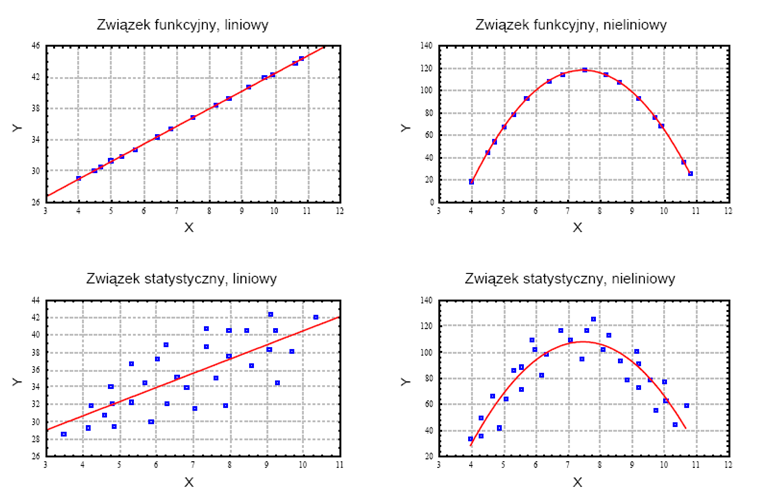 Związek funkcyjny, liniowy
46
42
38
34
30
26
Y
3 4 5 6 7 8 9 10 11 12
X
Związek funkcyjny, nieliniowy
140
120
100
80
60
40
20
0
Y
3 4 5 6 7 8 9 10 11 12
X
Związek statystyczny, liniowy
44
42
40
38
36
34
32
30
28
26
Y
3 4 5 6 7 8 9 10 11
X
Związek statystyczny, nieliniowy
140
120
100
80
60
40
20
Y
3 4 5 6 7 8 9 10 11 12
X